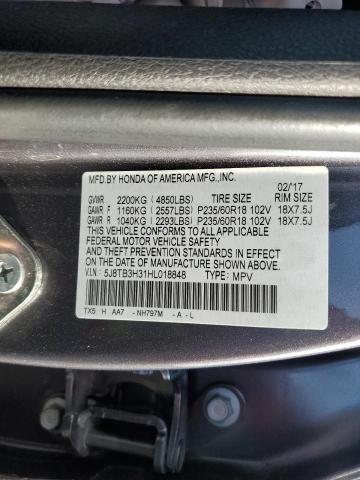 MFD.BY HONDA OF AMERICA MFG.,INC. 02/'17
GVWR 2200KG (4850LBS) TIRE SIZE RIM SIZE
GAWR F 1160KG (2557LBS) P235/60R18 102V 18X7.5J
GAWR R 1040KG (2293LBS) P235/60R18 102V 18X7.5J
THIS VEHICLE CONFORMS TO ALL APPLICABLE
FEDERAL MOTOR VEHICLE SAFETY
AND THEFT PREVENTION STANDARDS IN EFFECT
ON THE DATE OF MANUFACTURE SHOWN ABOVE.
V.I.N : 5J8TB3H31HL018848 TYPE: MPV
TX5 H AA7 - NH797M - A - L